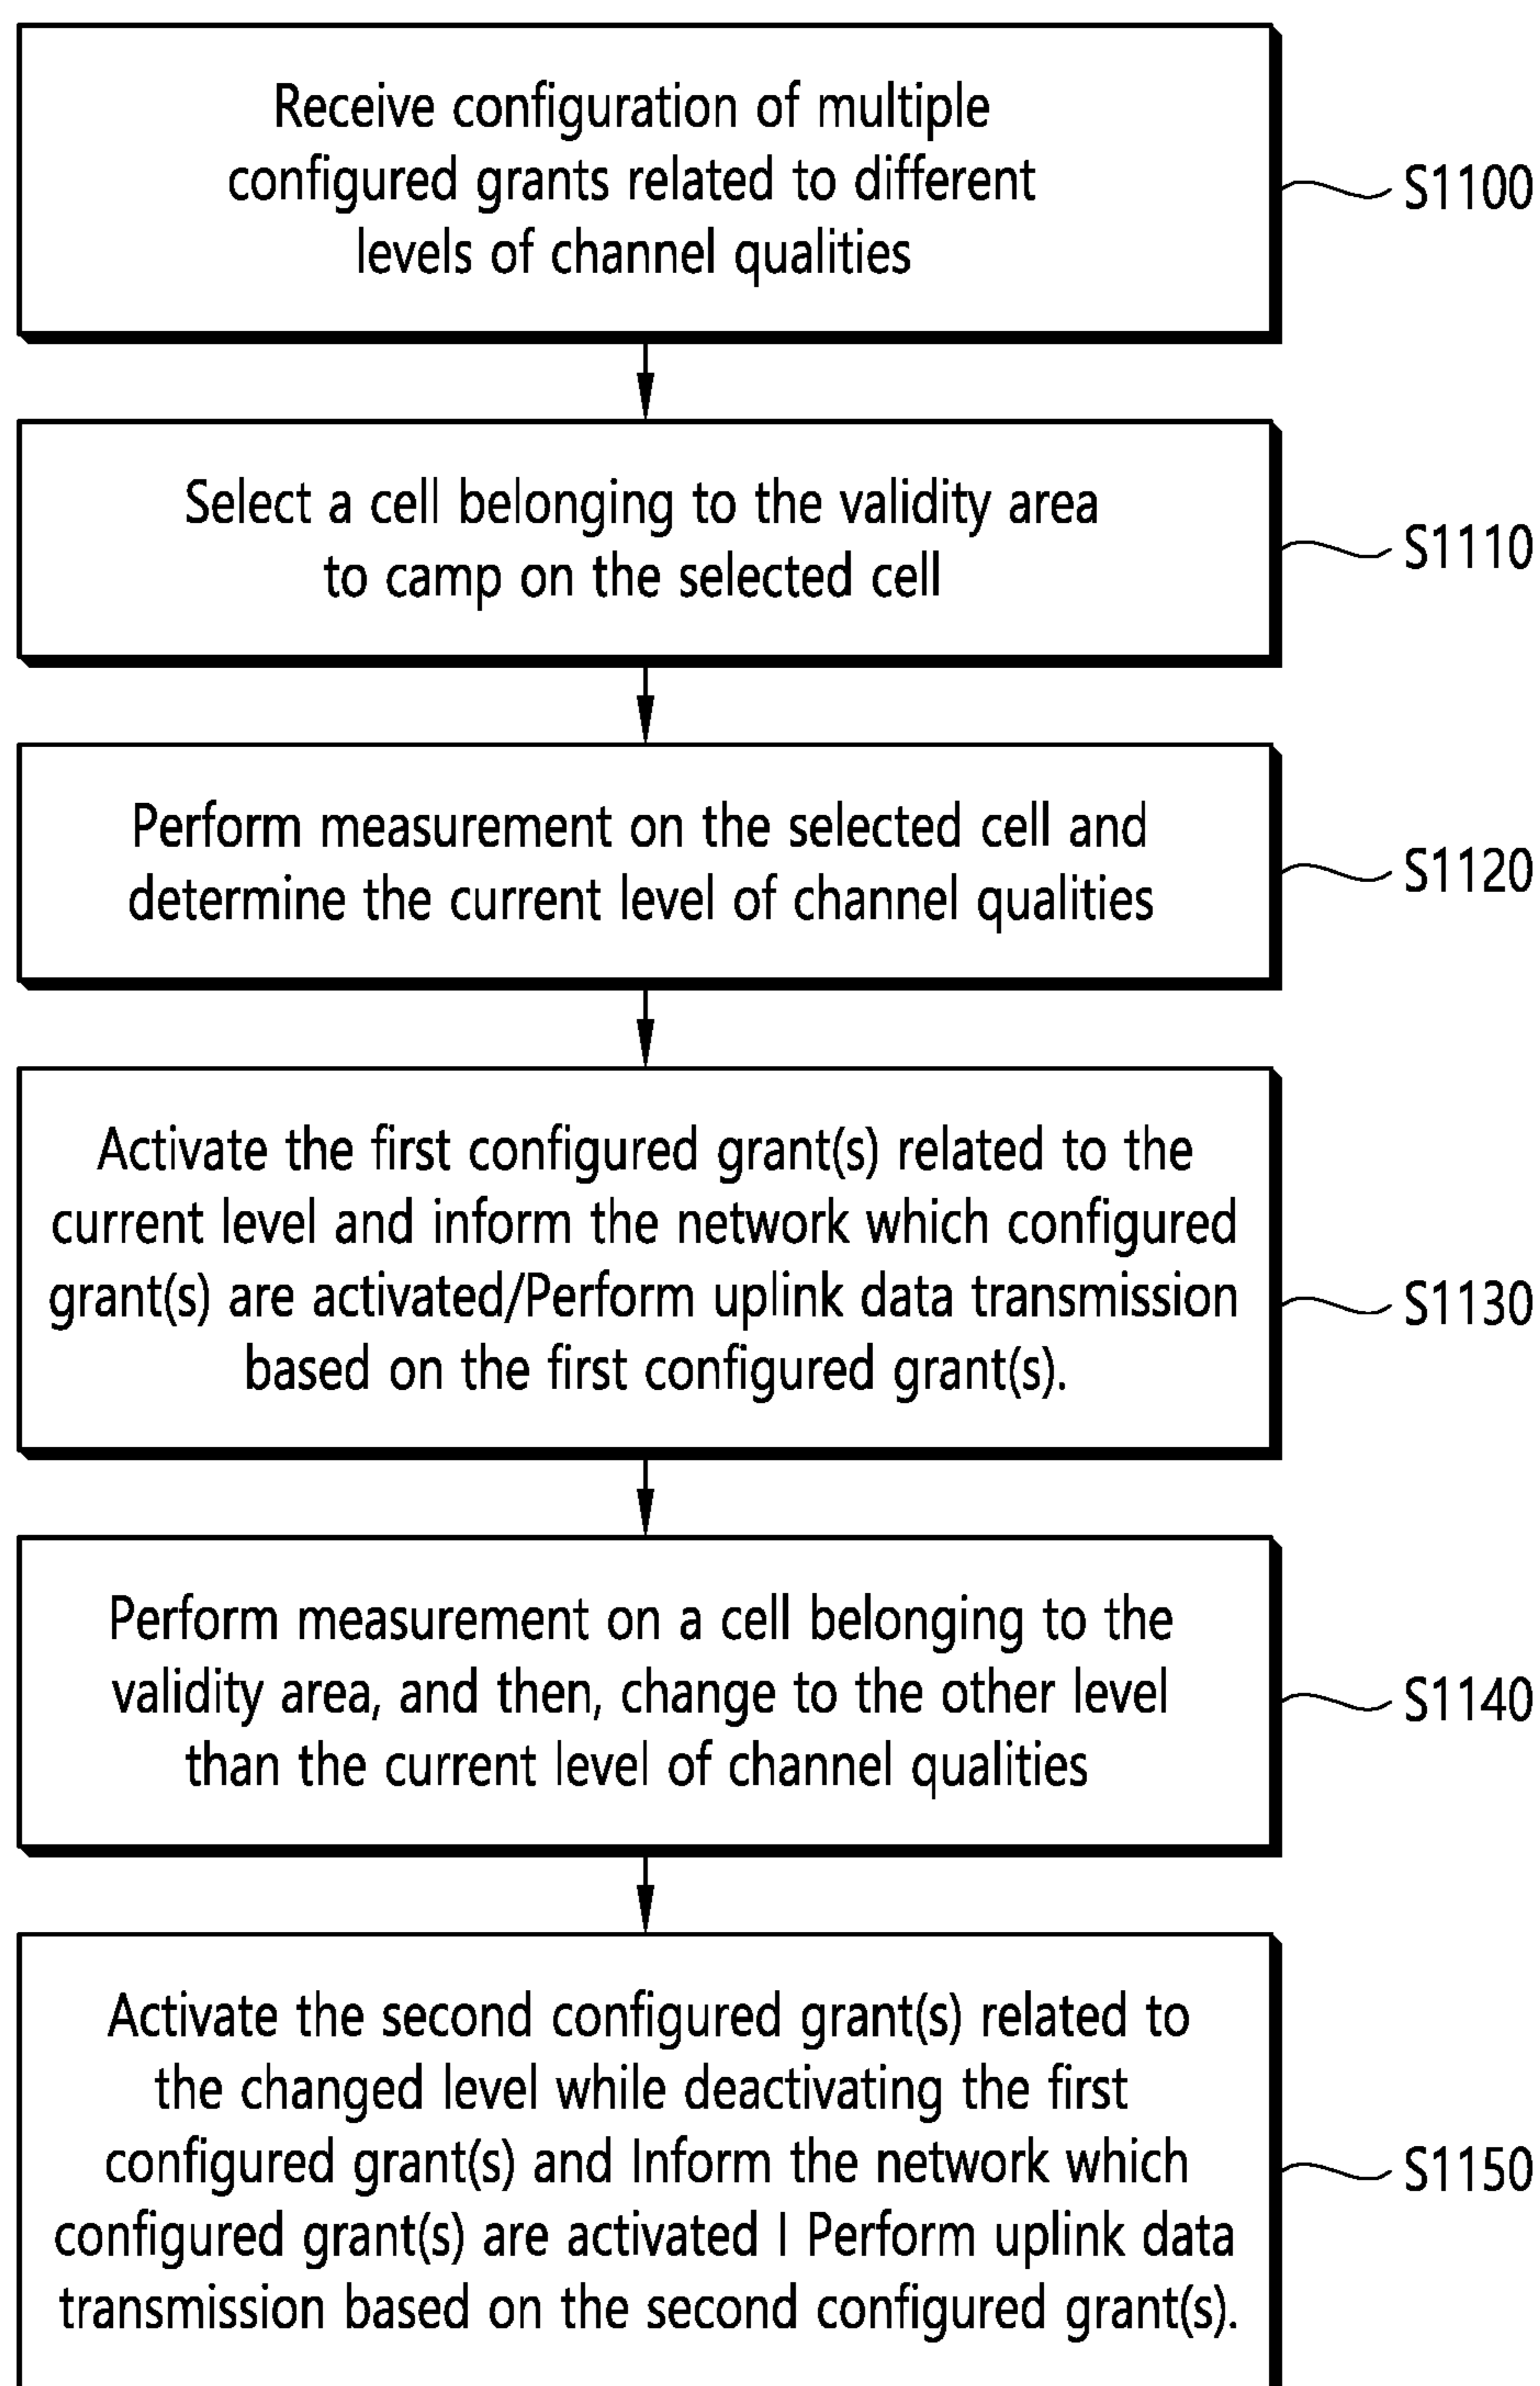 Receive configuration of multiple
configured grants related to different
levels of channel qualities
S1100
Select a cell belonging to the validity area
to camp on the selected cell
S1110
Perform measurement on the selected cell and
determine the current level of channel qualities
S1120
Activate the first configured grant(s) related to the
current level and inform the network which configured
grant(s) are activated/Perform uplink data transmission
based on the first configured grant(s).
S1130
Perform measurement on a cell belonging to the
validity area, and then, change to the other level
than the current level of channel qualities
S1140
Activate the second configured grant(s) related to
the changed level while deactivating the first
configured grant(s) and Inform the network which
configured grant(s) are activated I Perform uplink data
transmission based on the second configured grant(s).
S1150